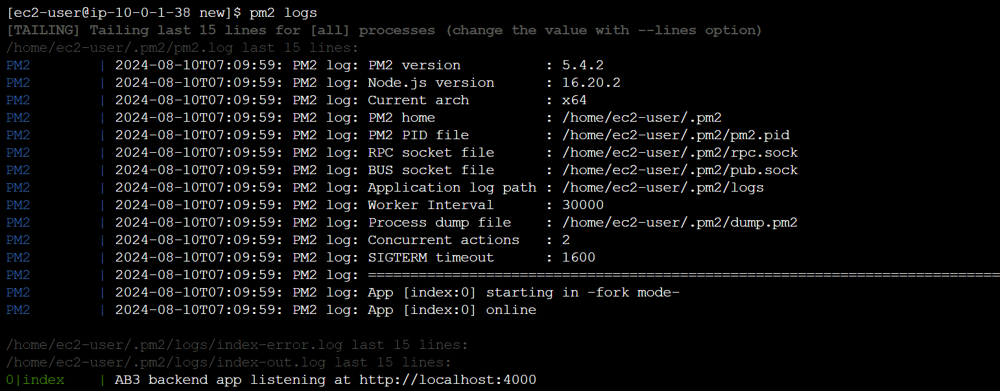 [ec2-user@ip-10-0-1-38 new]$ pm2 logs
[TAILING] Tailing last 15 lines for [all] processes (change the value with --lines option)
/home/ec2-user/.pm2/pm2.log last 15 lines:
PM2        | 2024-08-10T07:09:59: PM2 log: PM2 version          : 5.4.2
PM2        | 2024-08-10T07:09:59: PM2 log: Node.js version      : 16.20.2
PM2        | 2024-08-10T07:09:59: PM2 log: Current arch         : x64
PM2        | 2024-08-10T07:09:59: PM2 log: PM2 home             : /home/ec2-user/.pm2
PM2        | 2024-08-10T07:09:59: PM2 log: PM2 PID file         : /home/ec2-user/.pm2/pm2.pid
PM2        | 2024-08-10T07:09:59: PM2 log: RPC socket file      : /home/ec2-user/.pm2/rpc.sock
PM2        | 2024-08-10T07:09:59: PM2 log: BUS socket file      : /home/ec2-user/.pm2/pub.sock
PM2        | 2024-08-10T07:09:59: PM2 log: Application log path : /home/ec2-user/.pm2/logs
PM2        | 2024-08-10T07:09:59: PM2 log: Worker Interval      : 30000
PM2        | 2024-08-10T07:09:59: PM2 log: Process dump file    : /home/ec2-user/.pm2/dump.pm2
PM2        | 2024-08-10T07:09:59: PM2 log: Concurrent actions   : 2
PM2        | 2024-08-10T07:09:59: PM2 log: SIGTERM timeout      : 1600
PM2        | 2024-08-10T07:09:59: PM2 log: ===========================================================================
PM2        | 2024-08-10T07:09:59: PM2 log: App [index:0] starting in -fork mode-
PM2        | 2024-08-10T07:09:59: PM2 log: App [index:0] online
/home/ec2-user/.pm2/logs/index-error.log last 15 lines:
/home/ec2-user/.pm2/logs/index-out.log last 15 lines:
0|index    | AB3 backend app listening at http://localhost:4000